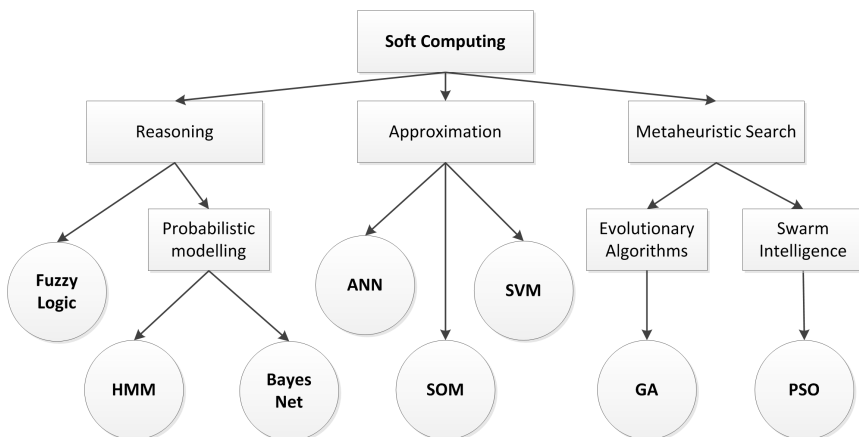 Soft Computing
Reasoning
Approximation
Metaheuristic Search
Probabilistic
modelling
Evolutionary
Algorithms
Swarm
Intelligence
Fuzzy
Logic
ANN
SVM
HMM
Bayes
Net
SOM
GA
PSO